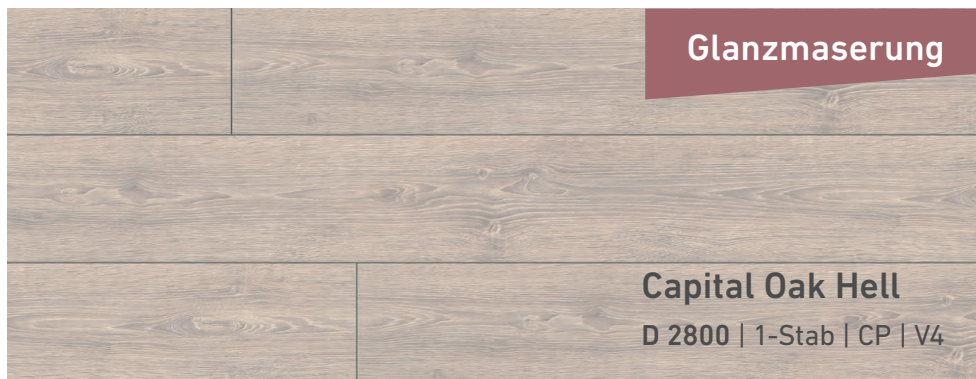 Glanzmaserung
Capital Oak Hell
D 2800 | 1-Stab | CP | V4